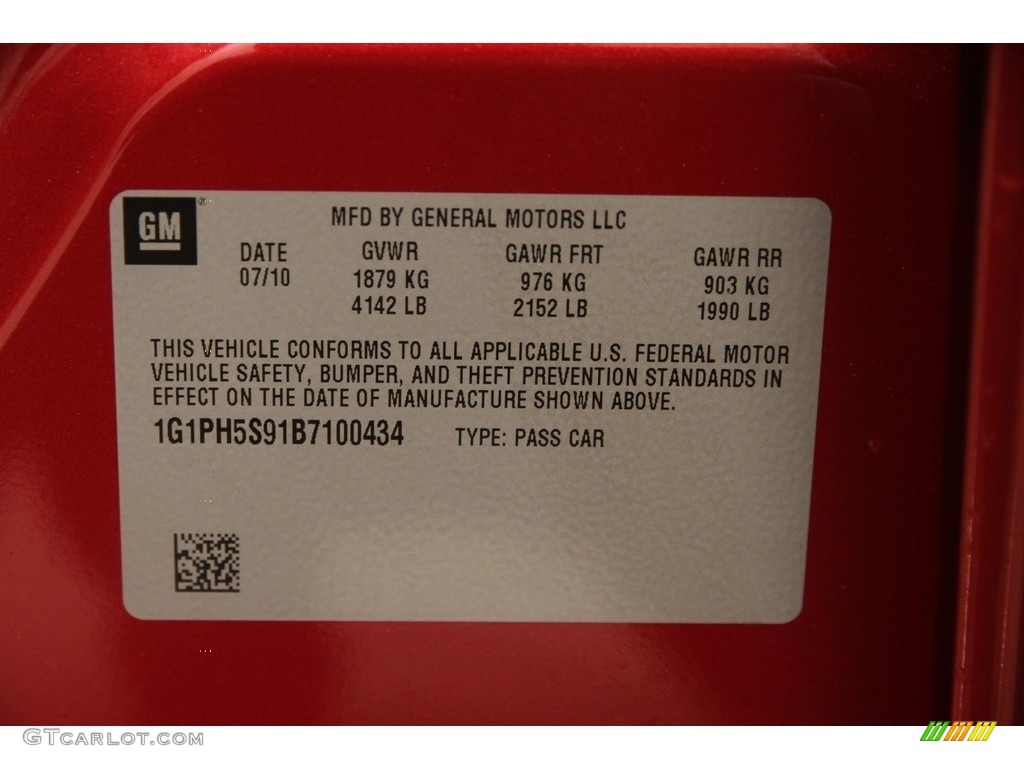 GM®
MFD BY GENERAL MOTORS LLC
DATE GVWR GAWR FRT GAWR RR
07/10 1879 KG 976 KG 903 KG
4142 LB 2152 LB 1990 LB
THIS VEHICLE CONFORMS TO ALL APPLICABLE U.S. FEDERAL MOTOR
VEHICLE SAFETY, BUMPER, AND THEFT PREVENTION STANDARDS IN
EFFECT ON THE DATE OF MANUFACTURE SHOWN ABOVE.
1G1PH5S91B7100434 TYPE: PASS CAR
GTCARLOT.COM